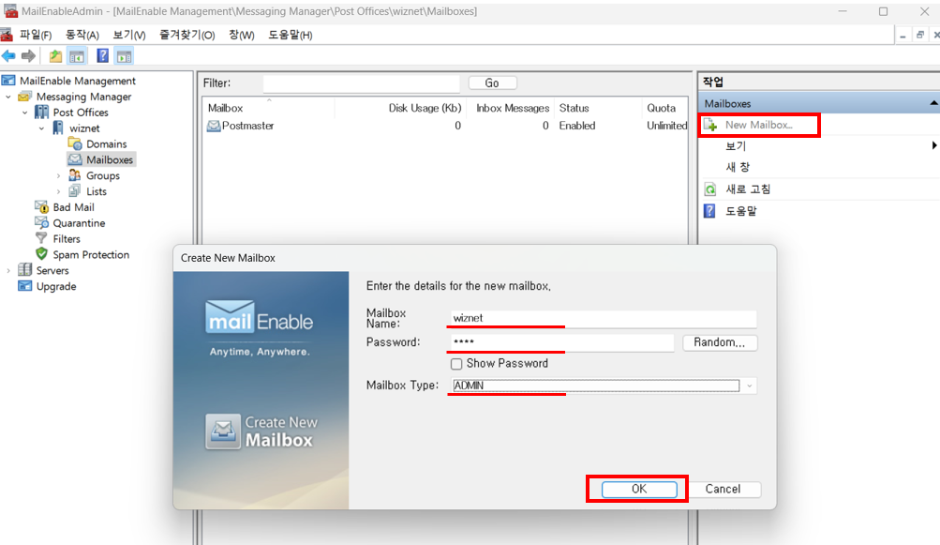 MailEnableAdmin - [MailEnable Management\Messaging Manager\Post Offices\wiznet\Mailboxes]
파일(F) 동작(A) 보기(V) 즐겨찾기(O) 창(W) 도움말(H)
MailEnable Management
Messaging Manager
Post Offices
wiznet
Domains
Mailboxes
Groups
Lists
Bad Mail
Quarantine
Filters
Spam Protection
Servers
Upgrade
Filter: Go
Mailbox Disk Usage (Kb) Inbox Messages Status Quota
Postmaster 0 0 Enabled Unlimited
작업
Mailboxes
New Mailbox...
보기
새 창
새로 고침
도움말
Create New Mailbox
mailEnable
Anytime, Anywhere.
Create New
Mailbox
Enter the details for the new mailbox.
Mailbox
Name: wiznet
Password: **** Random...
Show Password
Mailbox Type: ADMIN
OK Cancel